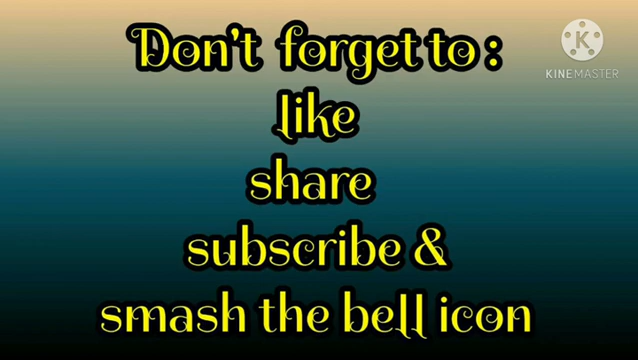 Don't forget to :
like
share
subscribe &
smash the bell icon
K
KINEMASTER